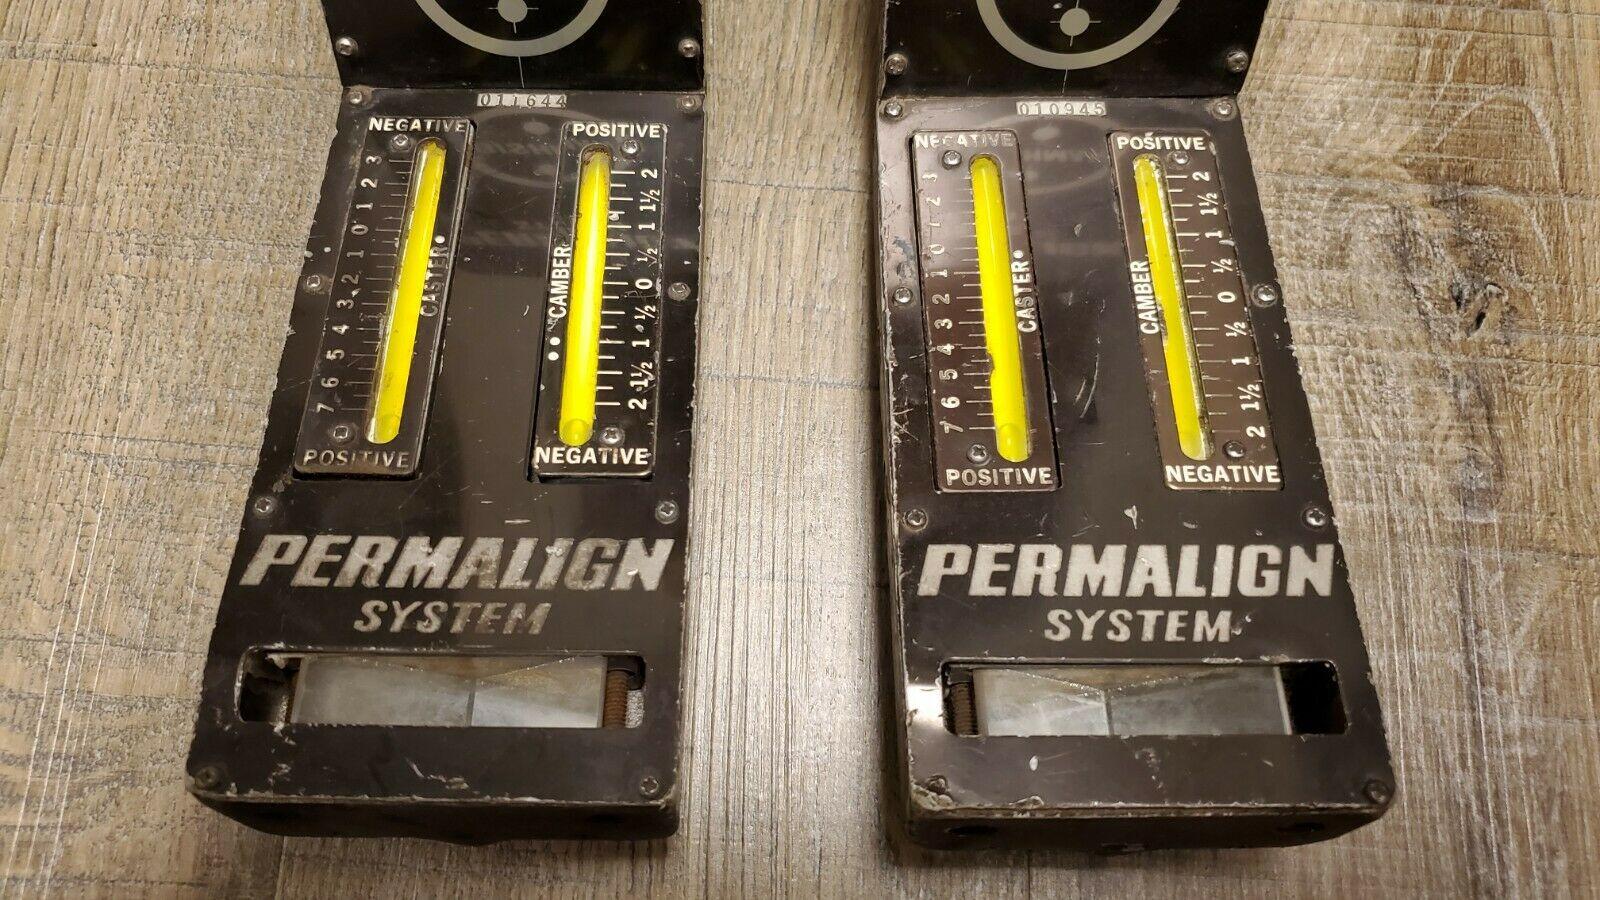 011644
NEGATIVE
3 2 1 0 1 2 3 4 5 6 7
CASTER
POSITIVE
POSITIVE
CAMBER
2 1½ 1 ½ 0 ½ 1 1½ 2
NEGATIVE
PERMALIGN
SYSTEM
010945
NEGATIVE
3 2 1 0 1 2 3 4 5 6 7
CASTER
POSITIVE
POSITIVE
CAMBER
2 1½ 1 ½ 0 ½ 1 1½ 2
NEGATIVE
PERMALIGN
SYSTEM